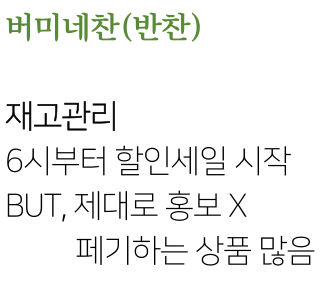 버미네찬(반찬)
재고관리
6시부터 할인세일 시작
BUT, 제대로 홍보 X
폐기하는 상품 많음